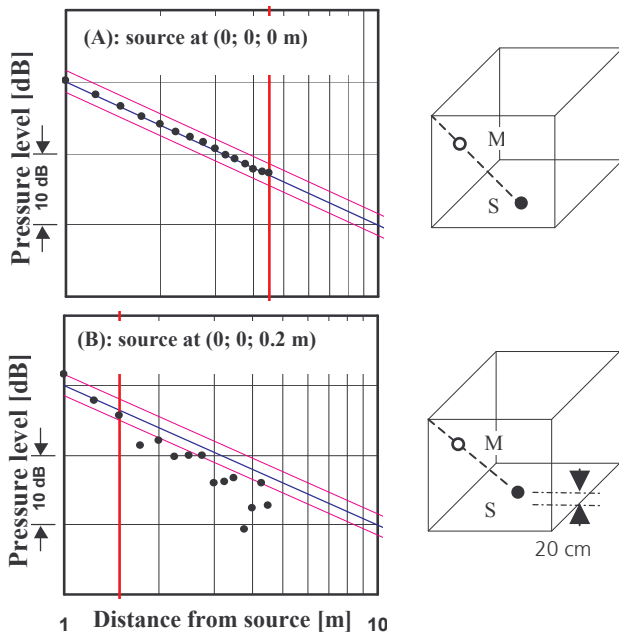 (A): source at (0; 0; 0 m)
Pressure level [dB]
10 dB
M
S
(B): source at (0; 0; 0.2 m)
Pressure level [dB]
10 dB
M
S
20 cm
1 Distance from source [m] 10